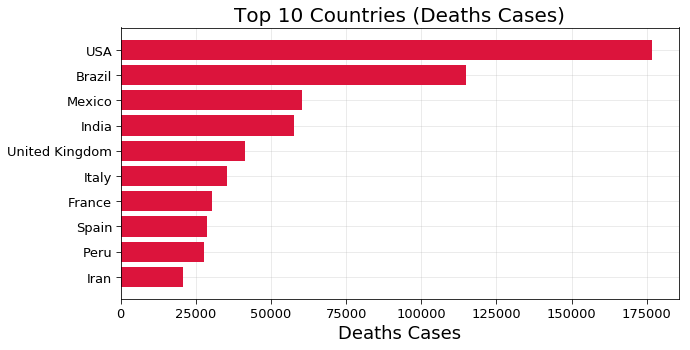 Top 10 Countries (Deaths Cases)
USA
Brazil
Mexico
India
United Kingdom
Italy
France
Spain
Peru
Iran
0 25000 50000 75000 100000 125000 150000 175000
Deaths Cases